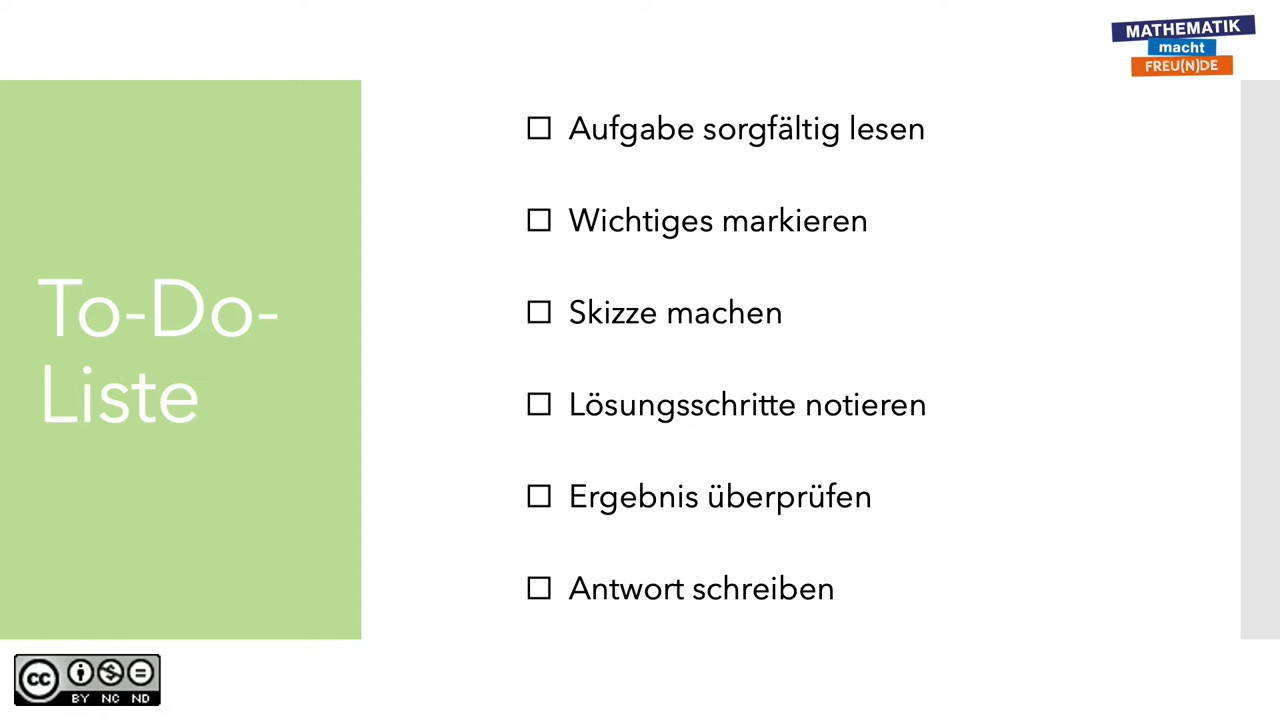 MATHEMATIK
macht
FREU(N)DE
To-Do-
Liste
☐ Aufgabe sorgfältig lesen
☐ Wichtiges markieren
☐ Skizze machen
☐ Lösungsschritte notieren
☐ Ergebnis überprüfen
☐ Antwort schreiben
cc
BY NC ND